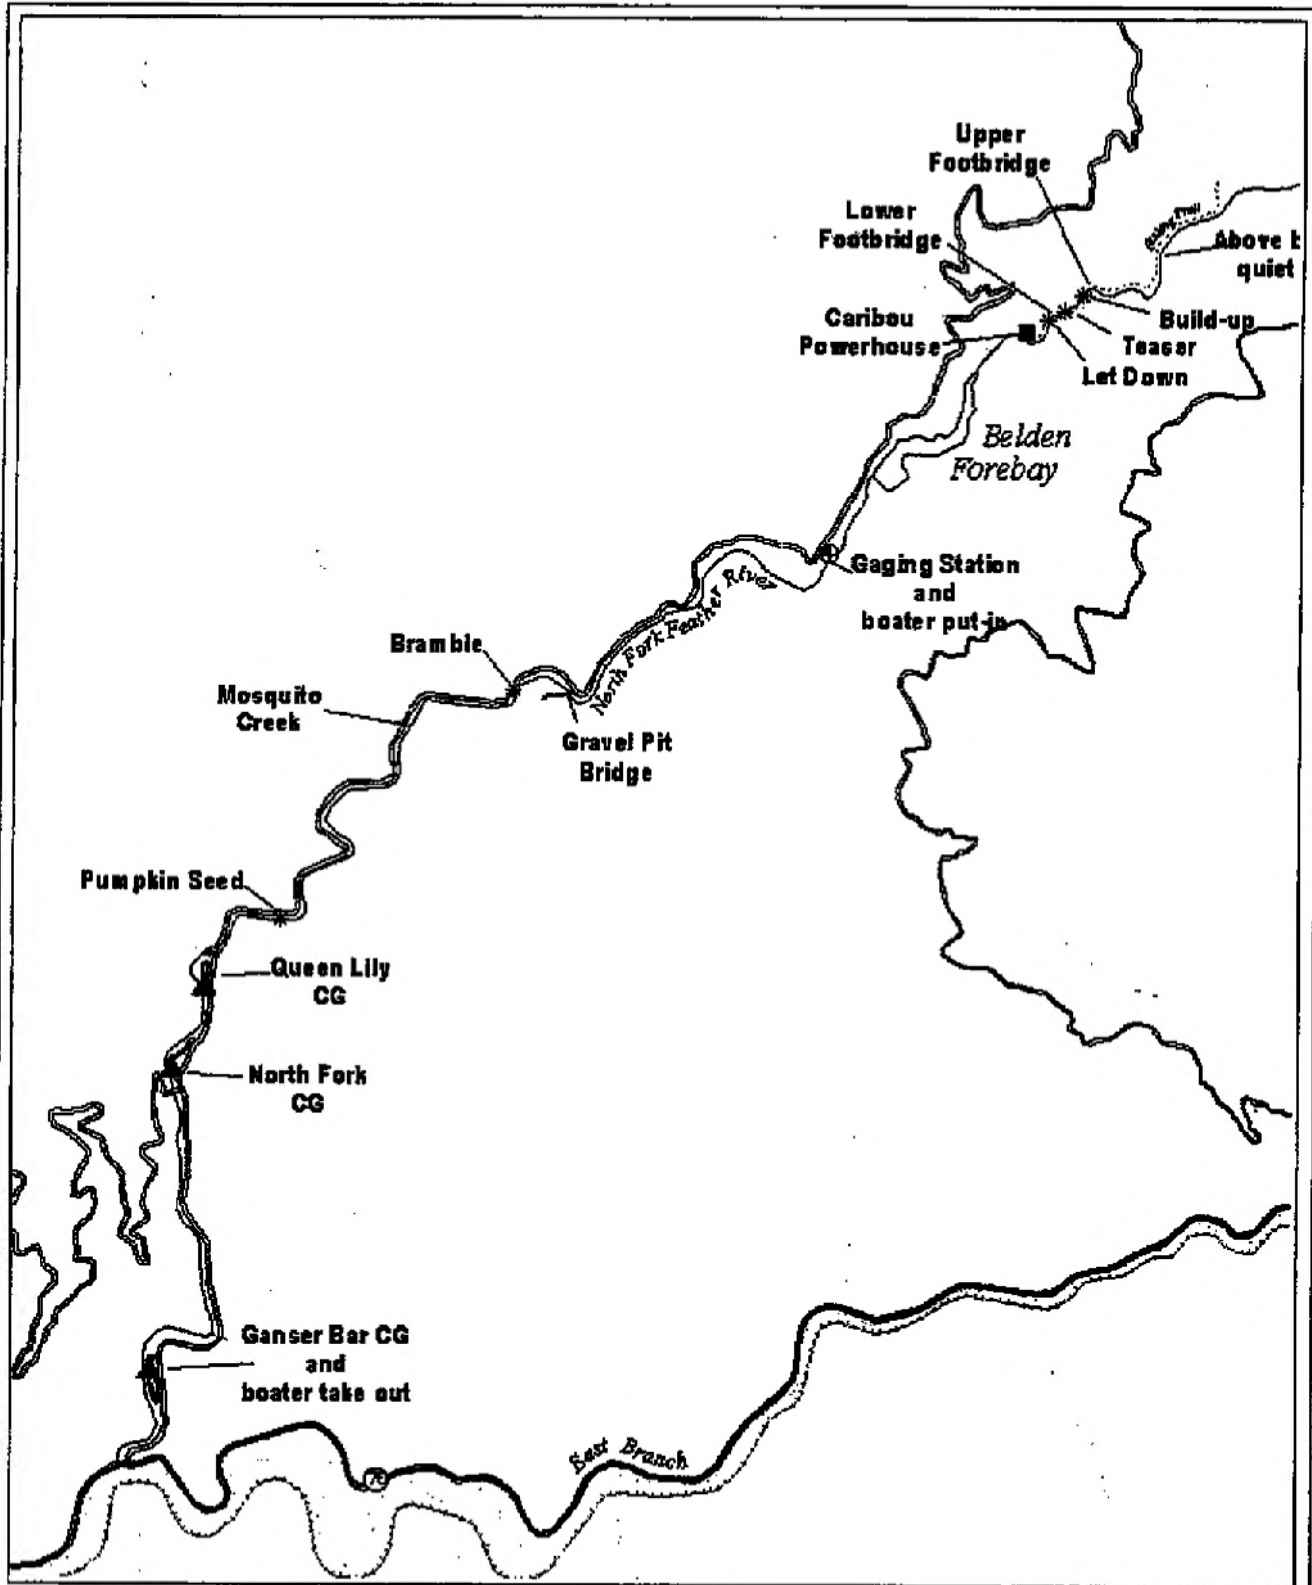 Upper
Footbridge
Lower
Footbridge
Above
quiet
Caribou
Powerhouse
Build-up
Teaser
Let Down
Belden
Forebay
Gaging Station
and
boater put-in
North Fork Feather River
Bramble
Mosquito
Creek
Gravel Pit
Bridge
Pumpkin Seed
Queen Lily
CG
North Fork
CG
Ganser Bar CG
and
boater take out
East Branch